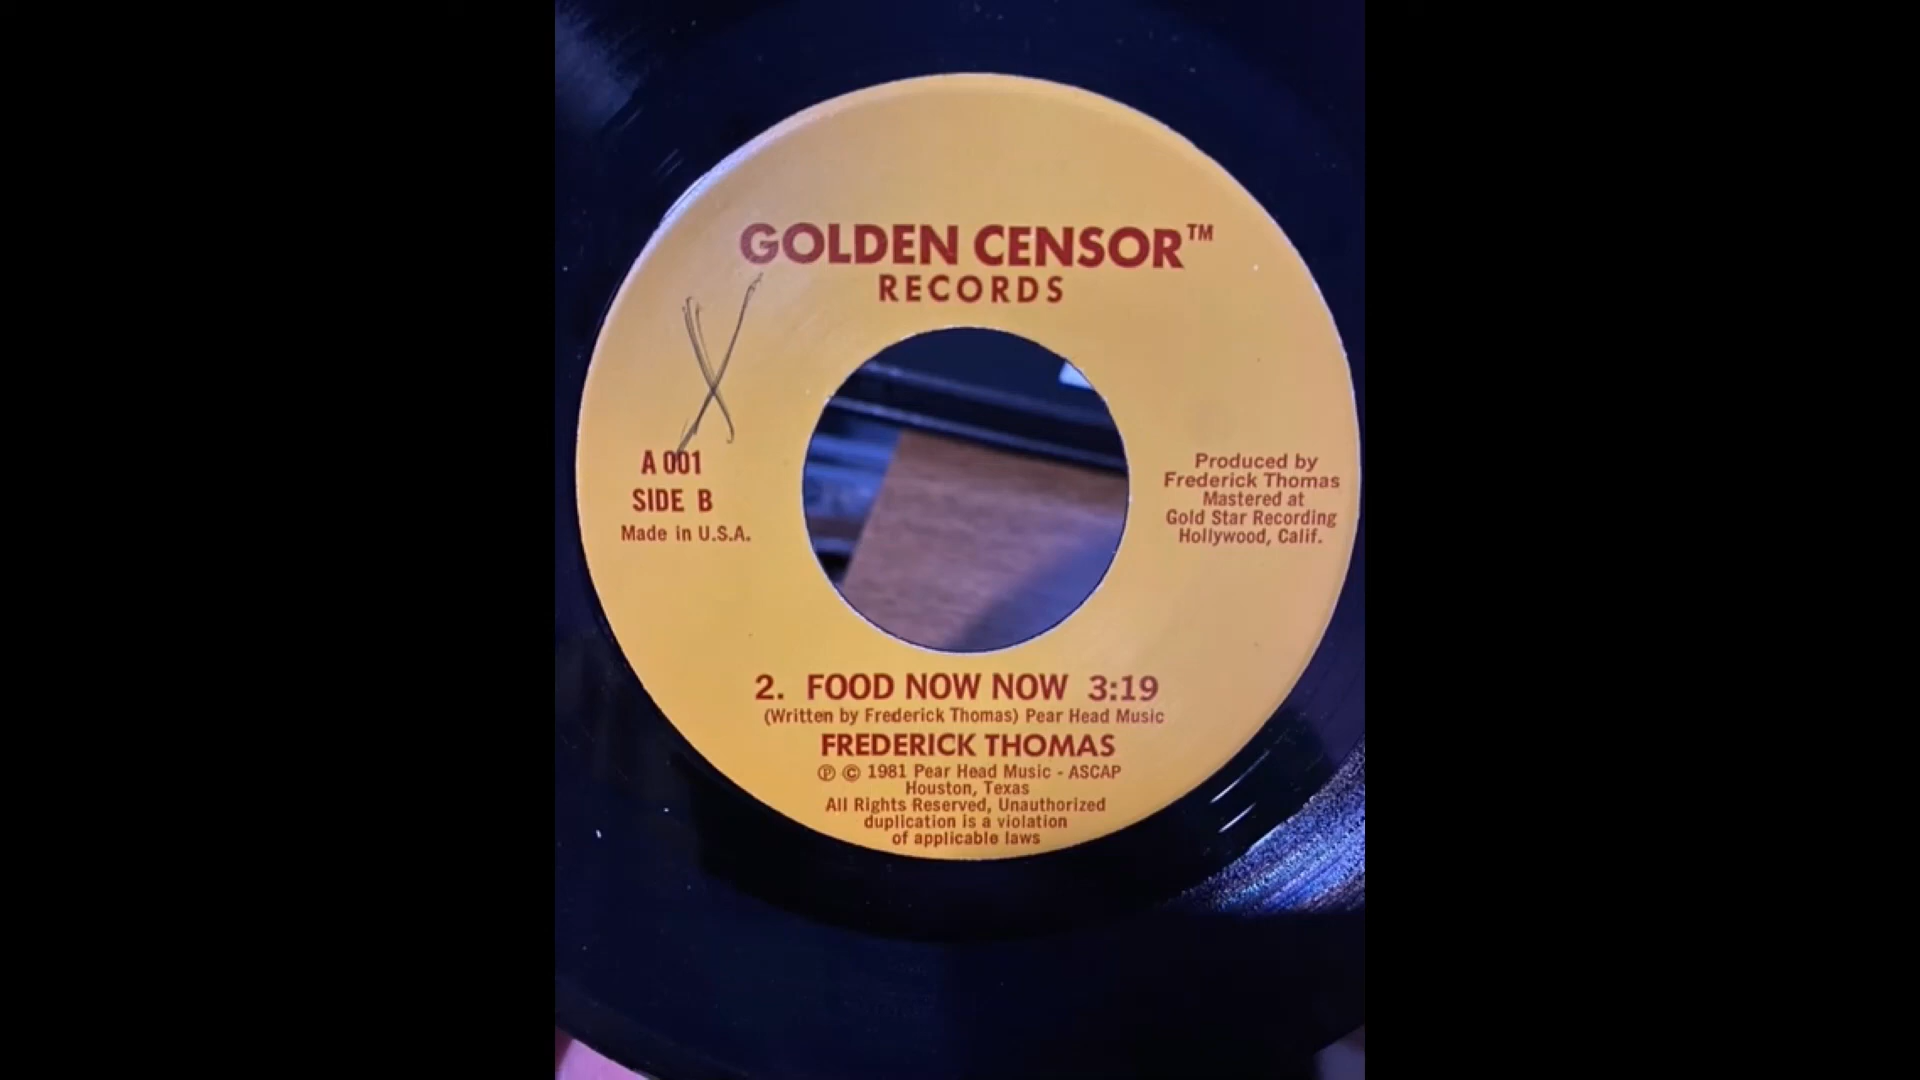 GOLDEN CENSOR™
RECORDS
X
A 001
SIDE B
Made in U.S.A.
Produced by
Frederick Thomas
Mastered at
Gold Star Recording
Hollywood, Calif.
2. FOOD NOW NOW 3:19
(Written by Frederick Thomas) Pear Head Music
FREDERICK THOMAS
℗ © 1981 Pear Head Music - ASCAP
Houston, Texas
All Rights Reserved, Unauthorized
duplication is a violation
of applicable laws